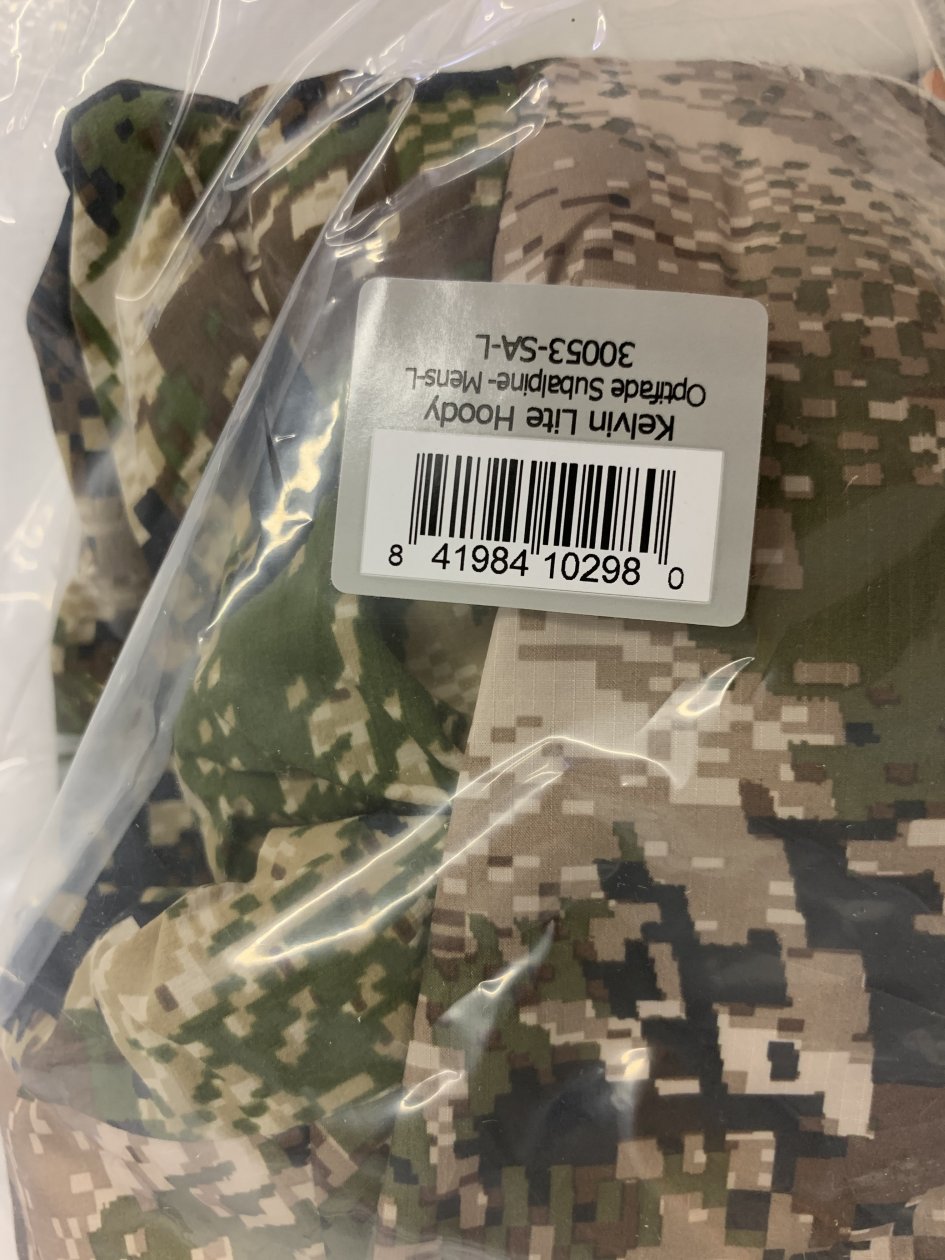 30053-SA-L
Optifade Subalpine- Mens-L
Kelvin Lite Hoody
8 41984 10298 0